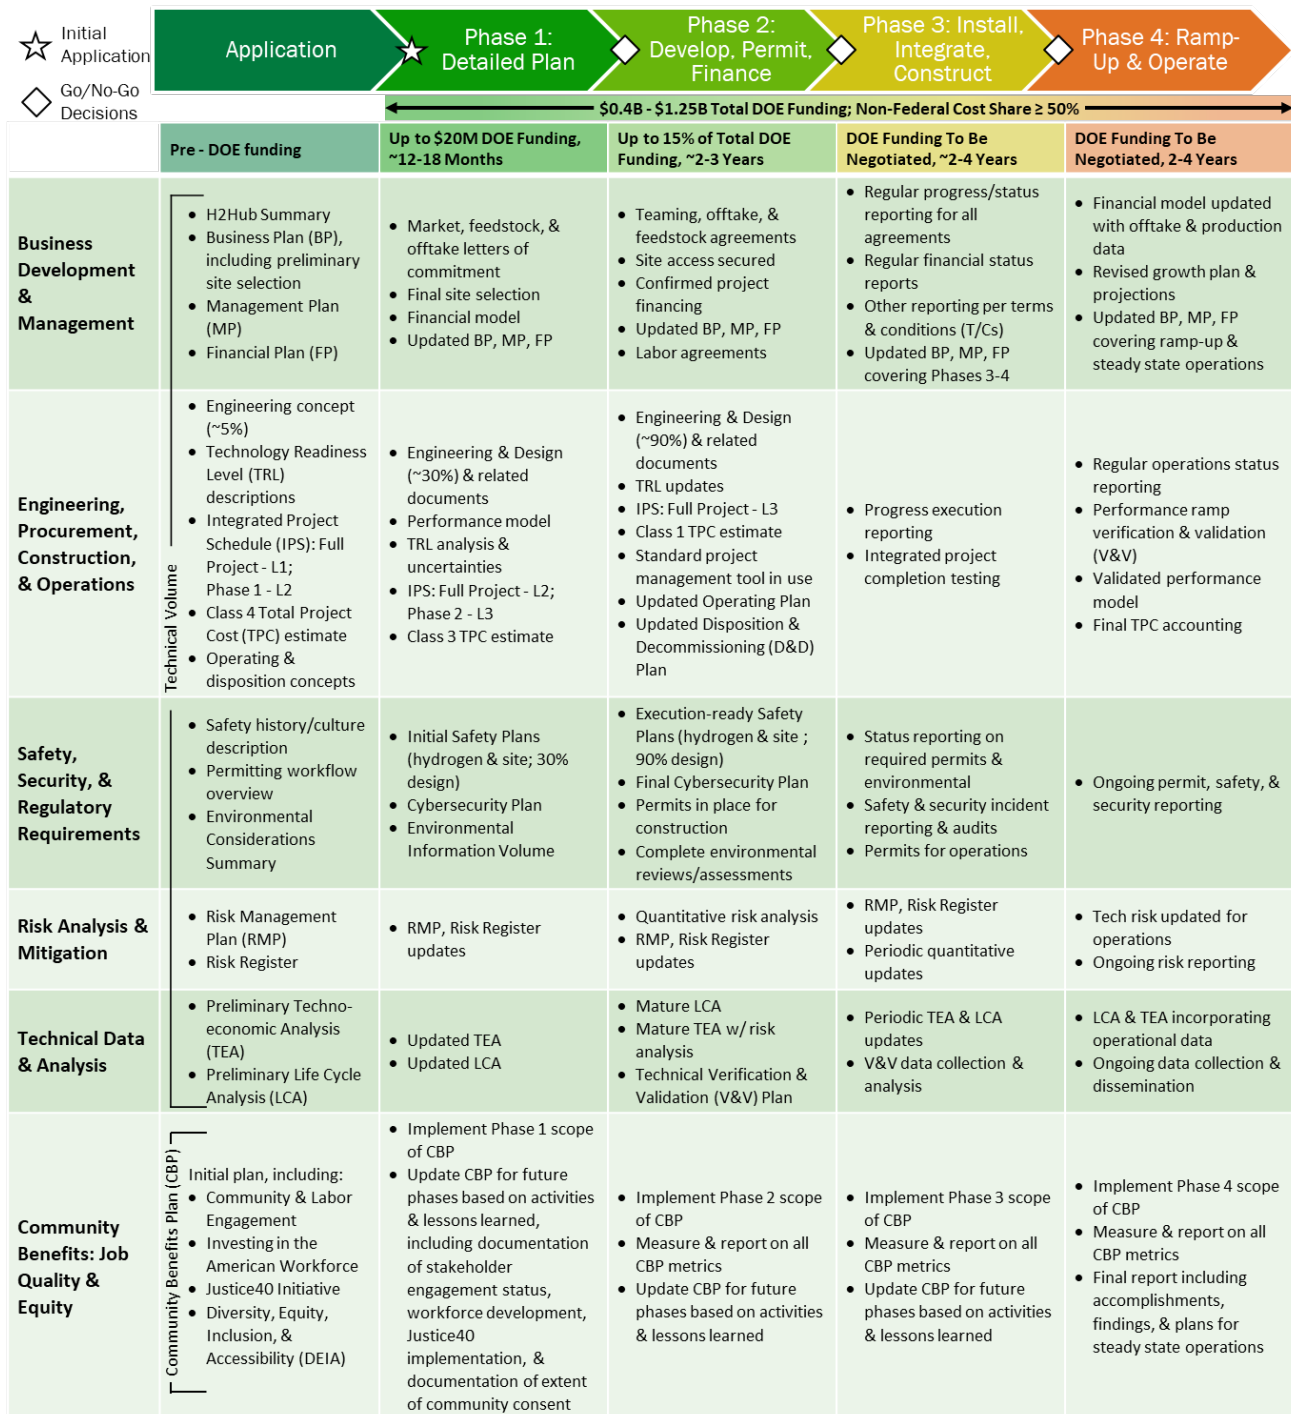 Initial
Application
Go/No-Go
Decisions
Application
Phase 1:
Detailed Plan
Phase 2:
Develop, Permit,
Finance
Phase 3: Install,
Integrate,
Construct
Phase 4: Ramp-
Up & Operate
$0.4B - $1.25B Total DOE Funding; Non-Federal Cost Share ≥ 50%
Pre - DOE funding
Up to $20M DOE Funding,
~12-18 Months
Up to 15% of Total DOE
Funding, ~2-3 Years
DOE Funding To Be
Negotiated, ~2-4 Years
DOE Funding To Be
Negotiated, 2-4 Years
Business
Development
&
Management
Technical Volume
• H2Hub Summary
• Business Plan (BP),
including preliminary
site selection
• Management Plan
(MP)
• Financial Plan (FP)
• Market, feedstock, &
offtake letters of
commitment
• Final site selection
• Financial model
• Updated BP, MP, FP
• Teaming, offtake, &
feedstock agreements
• Site access secured
• Confirmed project
financing
• Updated BP, MP, FP
• Labor agreements
• Regular progress/status
reporting for all
agreements
• Regular financial status
reports
• Other reporting per terms
& conditions (T/Cs)
• Updated BP, MP, FP
covering Phases 3-4
• Financial model updated
with offtake & production
data
• Revised growth plan &
projections
• Updated BP, MP, FP
covering ramp-up &
steady state operations
Engineering,
Procurement,
Construction,
& Operations
• Engineering concept
(~5%)
• Technology Readiness
Level (TRL)
descriptions
• Integrated Project
Schedule (IPS): Full
Project - L1;
Phase 1 - L2
• Class 4 Total Project
Cost (TPC) estimate
• Operating &
disposition concepts
• Engineering & Design
(~30%) & related
documents
• Performance model
• TRL analysis &
uncertainties
• IPS: Full Project - L2;
Phase 2 - L3
• Class 3 TPC estimate
• Engineering & Design
(~90%) & related
documents
• TRL updates
• IPS: Full Project - L3
• Class 1 TPC estimate
• Standard project
management tool in use
• Updated Operating Plan
• Updated Disposition &
Decommissioning (D&D)
Plan
• Progress execution
reporting
• Integrated project
completion testing
• Regular operations status
reporting
• Performance ramp
verification & validation
(V&V)
• Validated performance
model
• Final TPC accounting
Safety,
Security, &
Regulatory
Requirements
• Safety history/culture
description
• Permitting workflow
overview
• Environmental
Considerations
Summary
• Initial Safety Plans
(hydrogen & site; 30%
design)
• Cybersecurity Plan
• Environmental
Information Volume
• Execution-ready Safety
Plans (hydrogen & site ;
90% design)
• Final Cybersecurity Plan
• Permits in place for
construction
• Complete environmental
reviews/assessments
• Status reporting on
required permits &
environmental
• Safety & security incident
reporting & audits
• Permits for operations
• Ongoing permit, safety, &
security reporting
Risk Analysis &
Mitigation
• Risk Management
Plan (RMP)
• Risk Register
• RMP, Risk Register
updates
• Quantitative risk analysis
• RMP, Risk Register
updates
• RMP, Risk Register
updates
• Periodic quantitative
updates
• Tech risk updated for
operations
• Ongoing risk reporting
Technical Data
& Analysis
• Preliminary Techno-
economic Analysis
(TEA)
• Preliminary Life Cycle
Analysis (LCA)
• Updated TEA
• Updated LCA
• Mature LCA
• Mature TEA w/ risk
analysis
• Technical Verification &
Validation (V&V) Plan
• Periodic TEA & LCA
updates
• V&V data collection &
analysis
• LCA & TEA incorporating
operational data
• Ongoing data collection &
dissemination
Community
Benefits: Job
Quality &
Equity
Community Benefits Plan (CBP)
Initial plan, including:
• Community & Labor
Engagement
• Investing in the
American Workforce
• Justice40 Initiative
• Diversity, Equity,
Inclusion, &
Accessibility (DEIA)
• Implement Phase 1 scope
of CBP
• Update CBP for future
phases based on activities
& lessons learned,
including documentation
of stakeholder
engagement status,
workforce development,
Justice40
implementation, &
documentation of extent
of community consent
• Implement Phase 2 scope
of CBP
• Measure & report on all
CBP metrics
• Update CBP for future
phases based on activities
& lessons learned
• Implement Phase 3 scope
of CBP
• Measure & report on all
CBP metrics
• Update CBP for future
phases based on activities
& lessons learned
• Implement Phase 4 scope
of CBP
• Measure & report on all
CBP metrics
• Final report including
accomplishments,
findings, & plans for
steady state operations